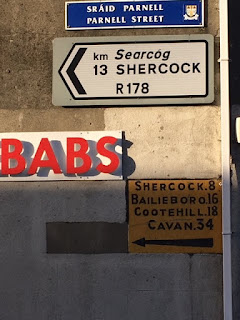 SRÁID PARNELL
PARNELL STREET
km Searcóg
13 SHERCOCK
R178
BABS
SHERCOCK.8
BAILIEBORO.16
COOTEHILL.18
CAVAN.34